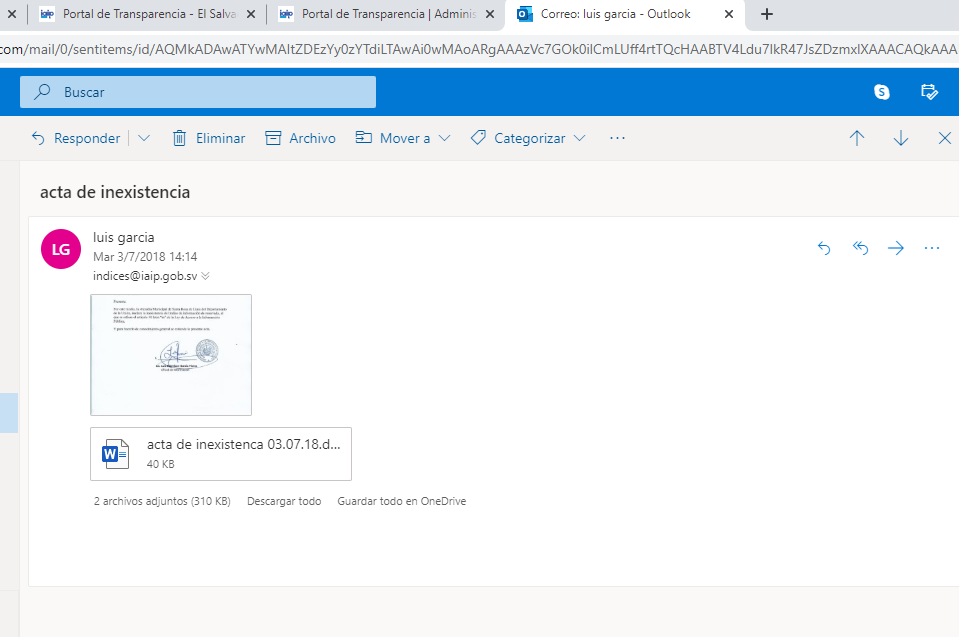 Portal de Transparencia - El Salva
Portal de Transparencia | Adminis
Correo: luis garcia - Outlook
com/mail/0/sentitems/id/
Buscar
Responder
Eliminar
Archivo
Mover a
Categorizar
acta de inexistencia
LG
luis garcia
Mar 3/7/2018 14:14
indices@iaip.gob.sv
acta de inexistenca 03.07.18.d...
40 KB
2 archivos adjuntos (310 KB) Descargar todo Guardar todo en OneDrive